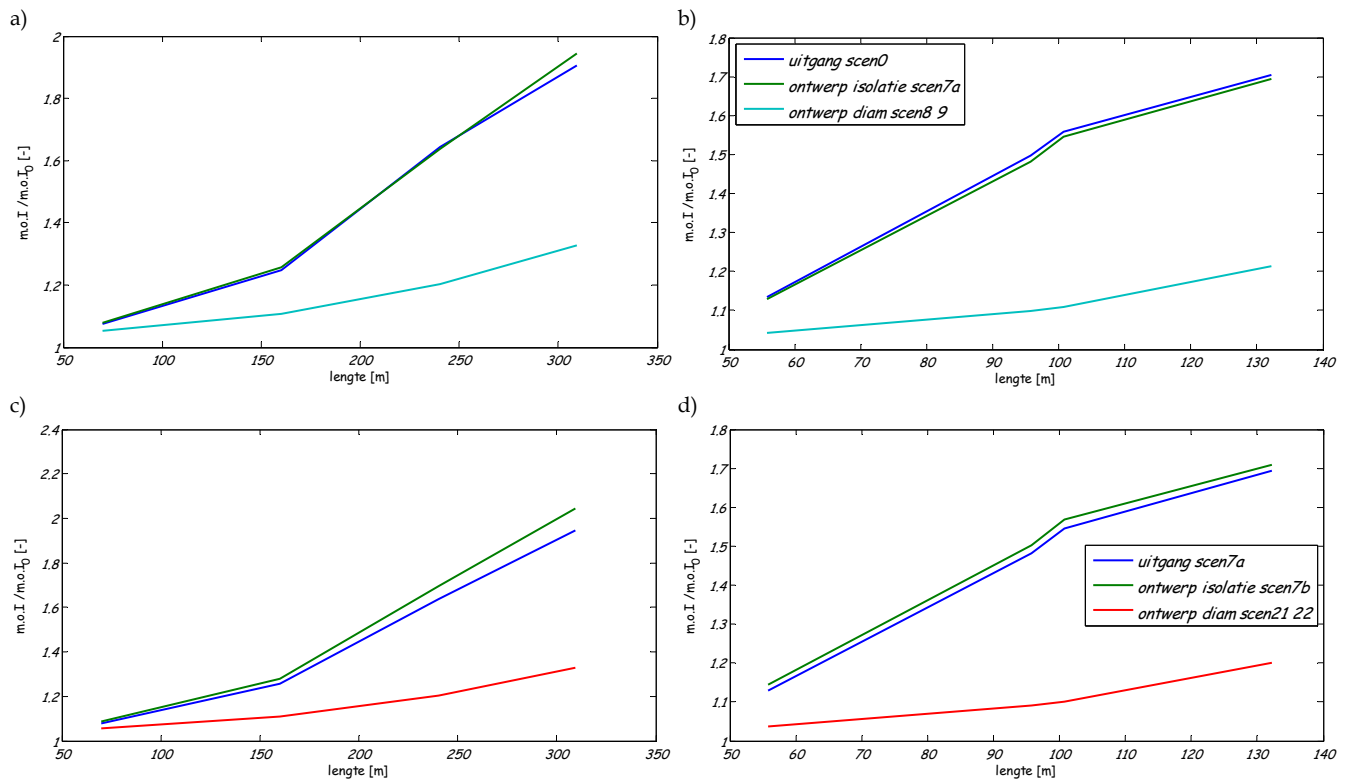 a)
2
1.8
1.6
1.4
1.2
1
m.o.I /m.o.I0 [-]
50 100 150 200 250 300 350
lengte [m]
b)
1.8
1.7
1.6
1.5
1.4
1.3
1.2
1.1
1
m.o.I /m.o.I0 [-]
uitgang scen0
ontwerp isolatie scen7a
ontwerp diam scen8 9
50 60 70 80 90 100 110 120 130 140
lengte [m]
c)
2.4
2.2
2
1.8
1.6
1.4
1.2
1
m.o.I /m.o.I0 [-]
50 100 150 200 250 300 350
lengte [m]
d)
1.8
1.7
1.6
1.5
1.4
1.3
1.2
1.1
1
m.o.I /m.o.I0 [-]
uitgang scen7a
ontwerp isolatie scen7b
ontwerp diam scen21 22
50 60 70 80 90 100 110 120 130 140
lengte [m]